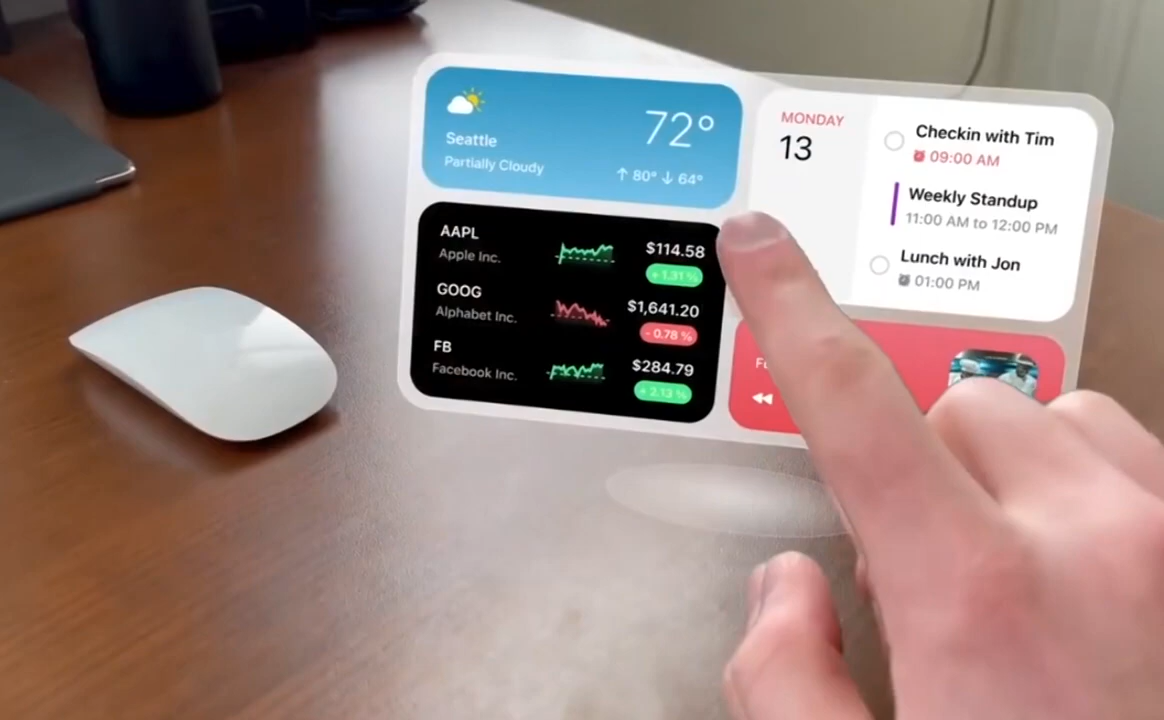 Seattle
Partially Cloudy
72°
↑ 80° ↓ 64°
AAPL
Apple Inc.
$114.58
+ 1.31 %
GOOG
Alphabet Inc.
$1,641.20
- 0.78 %
FB
Facebook Inc.
$284.79
+ 2.13 %
MONDAY
13
Checkin with Tim
09:00 AM
Weekly Standup
11:00 AM to 12:00 PM
Lunch with Jon
01:00 PM